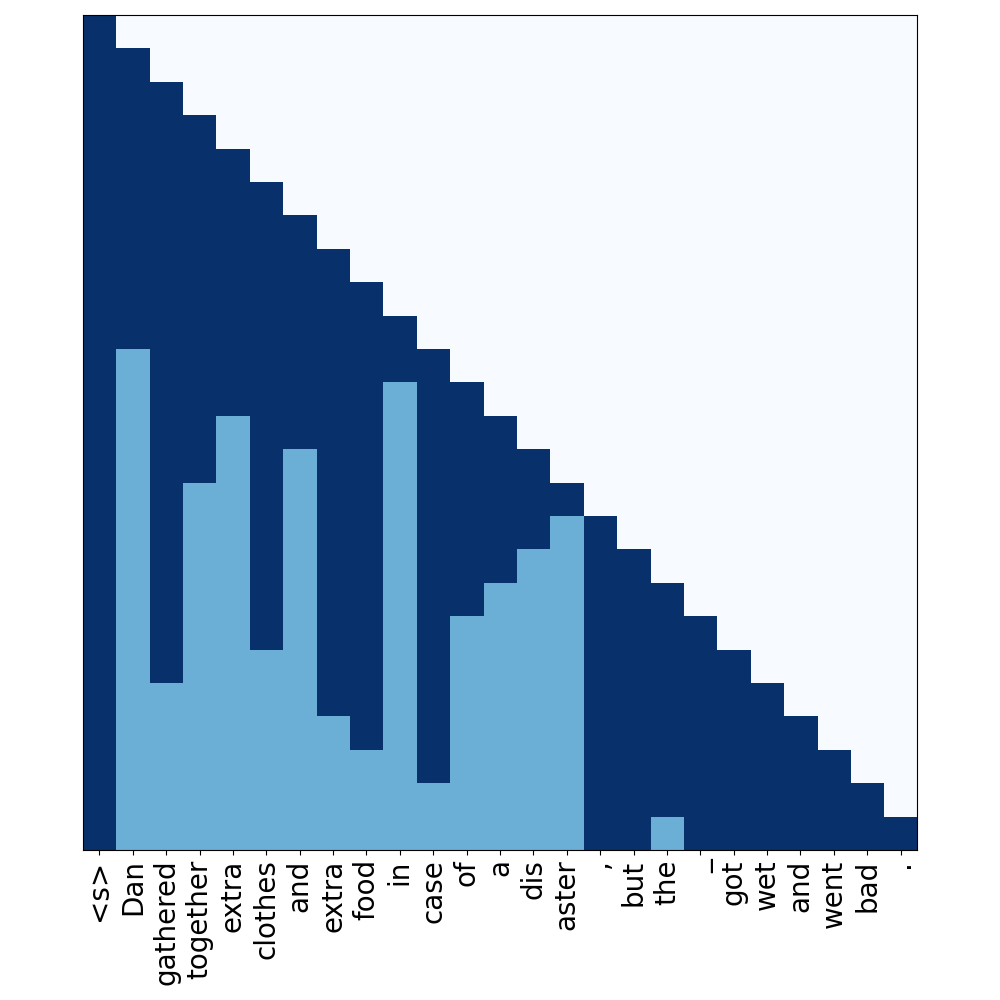 <s>
Dan
gathered
together
extra
clothes
and
extra
food
in
case
of
a
dis
aster
,
but
the
_
got
wet
and
went
bad
.